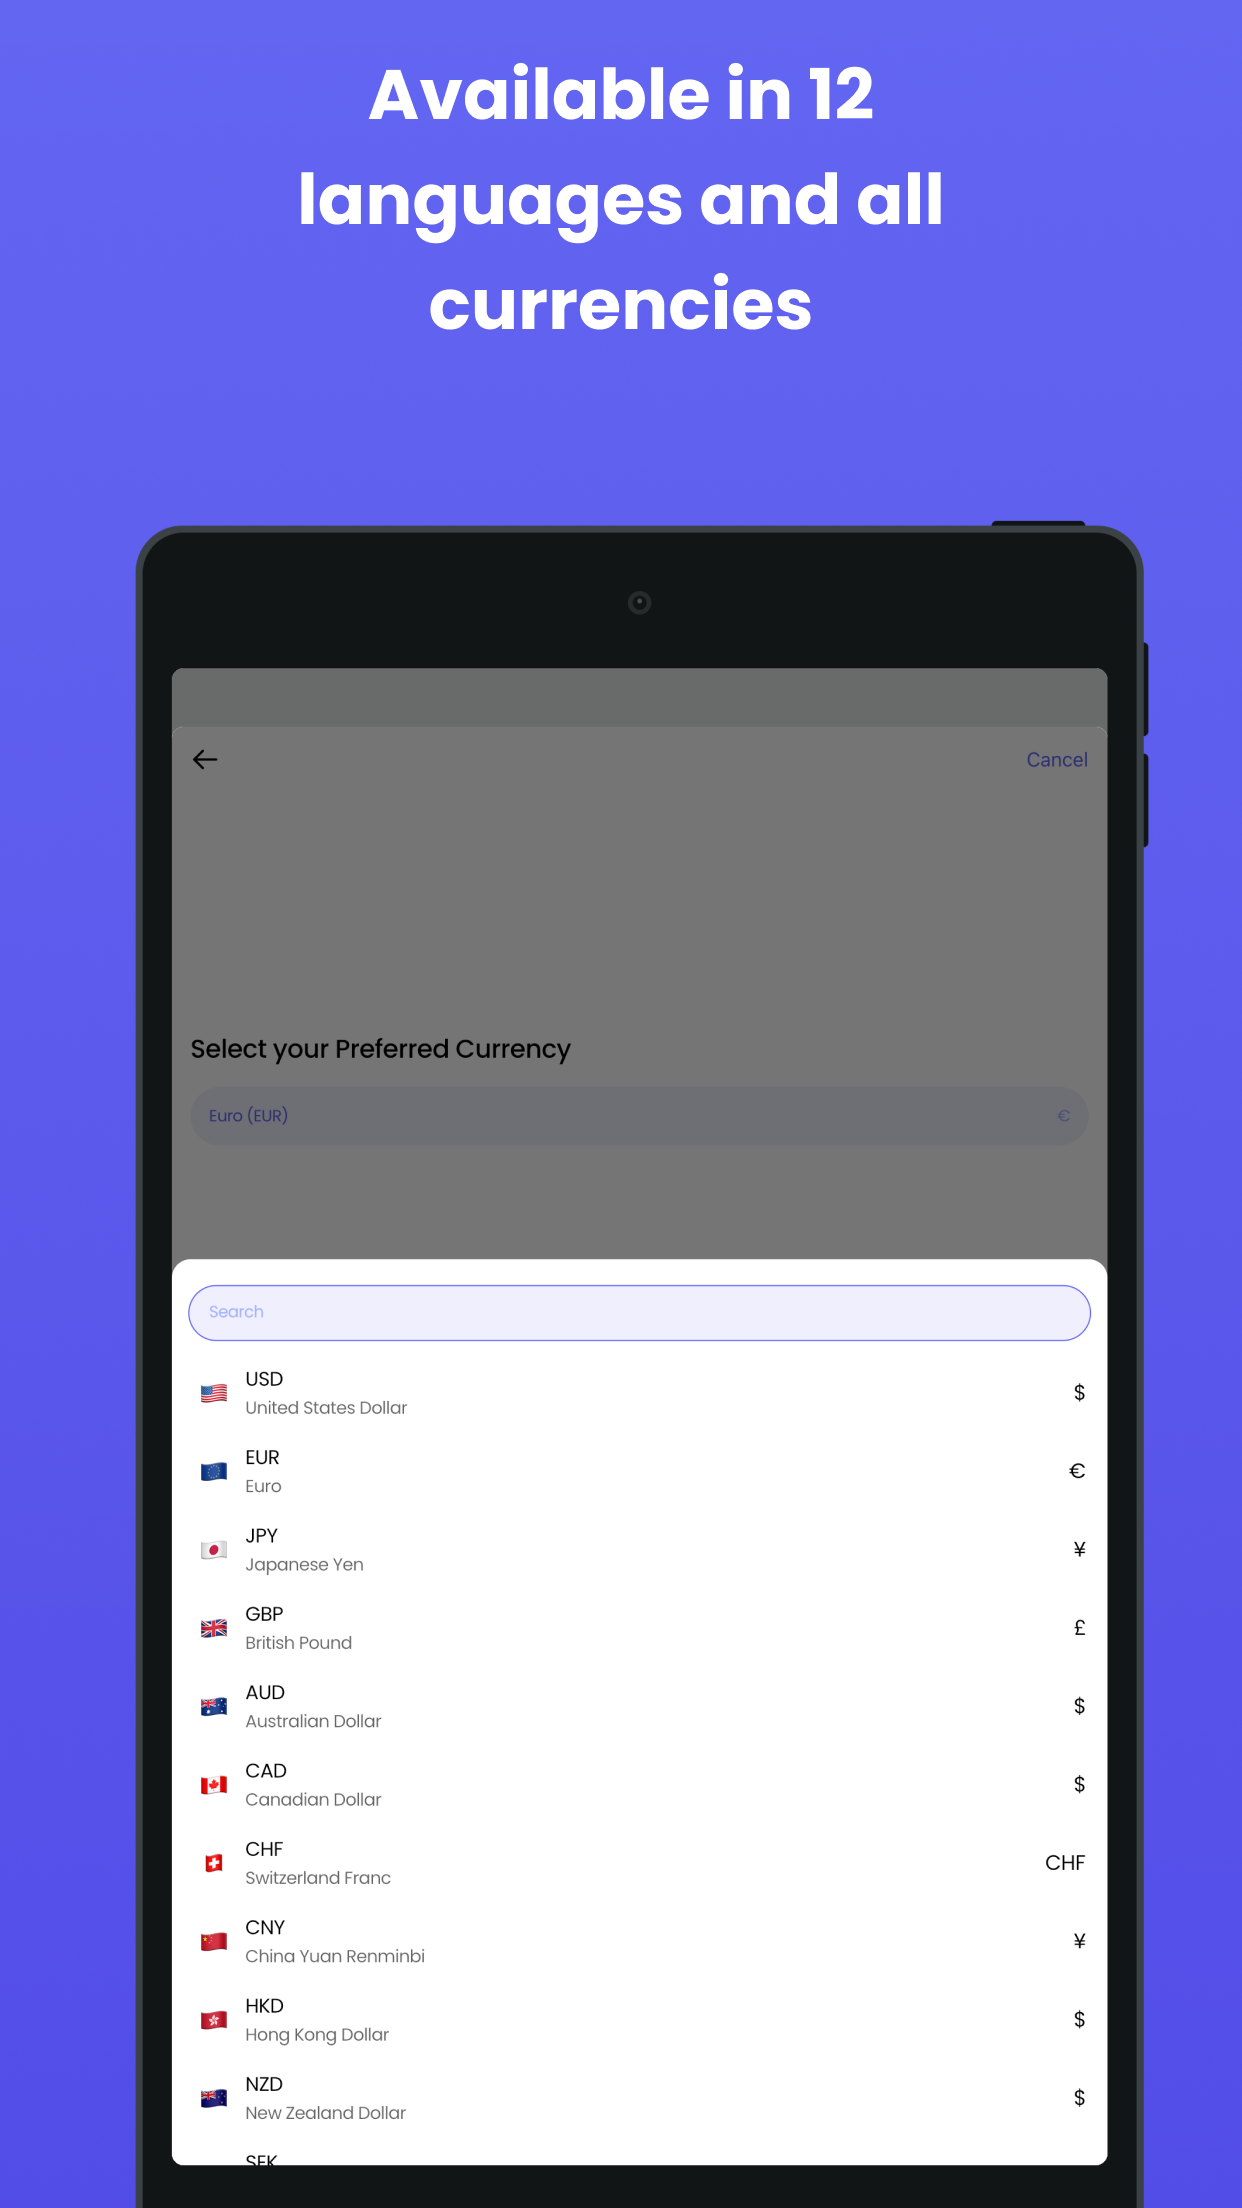 Available in 12
languages and all
currencies
Cancel
Select your Preferred Currency
Euro (EUR) €
Search
USD
United States Dollar
$
EUR
Euro
€
JPY
Japanese Yen
¥
GBP
British Pound
£
AUD
Australian Dollar
$
CAD
Canadian Dollar
$
CHF
Switzerland Franc
CHF
CNY
China Yuan Renminbi
¥
HKD
Hong Kong Dollar
$
NZD
New Zealand Dollar
$
SEK